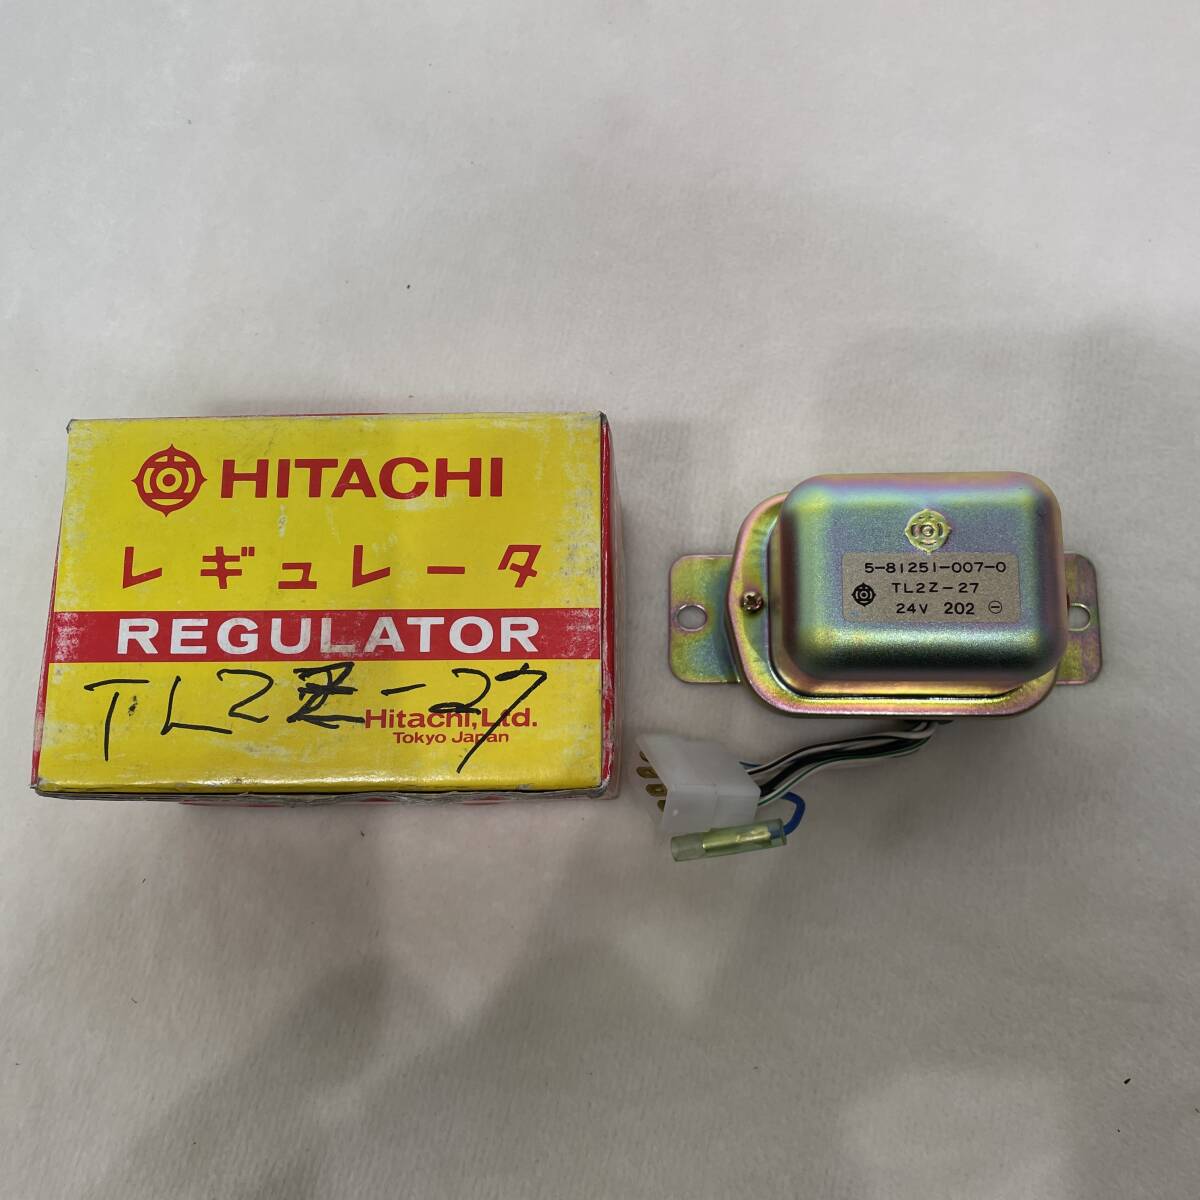 HITACHI
レギュレータ
REGULATOR
TL2Z-27
Hitachi, Ltd.
Tokyo Japan
5-81251-007-0
TL2Z-27
24V 202 ⊖